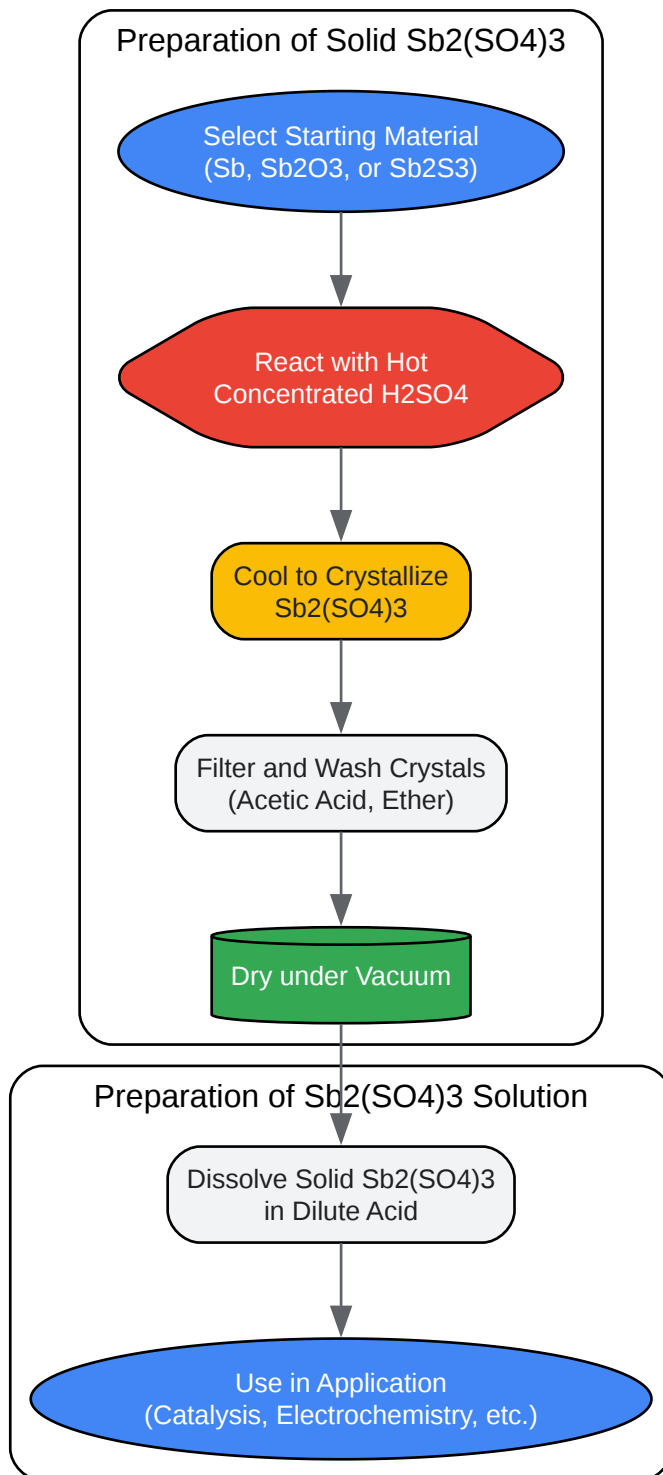 Preparation of Solid Sb2(SO4)3
Select Starting Material
(Sb, Sb2O3, or Sb2S3)
React with Hot
Concentrated H2SO4
Cool to Crystallize
Sb2(SO4)3
Filter and Wash Crystals
(Acetic Acid, Ether)
Dry under Vacuum
Preparation of Sb2(SO4)3 Solution
Dissolve Solid Sb2(SO4)3
in Dilute Acid
Use in Application
(Catalysis, Electrochemistry, etc.)